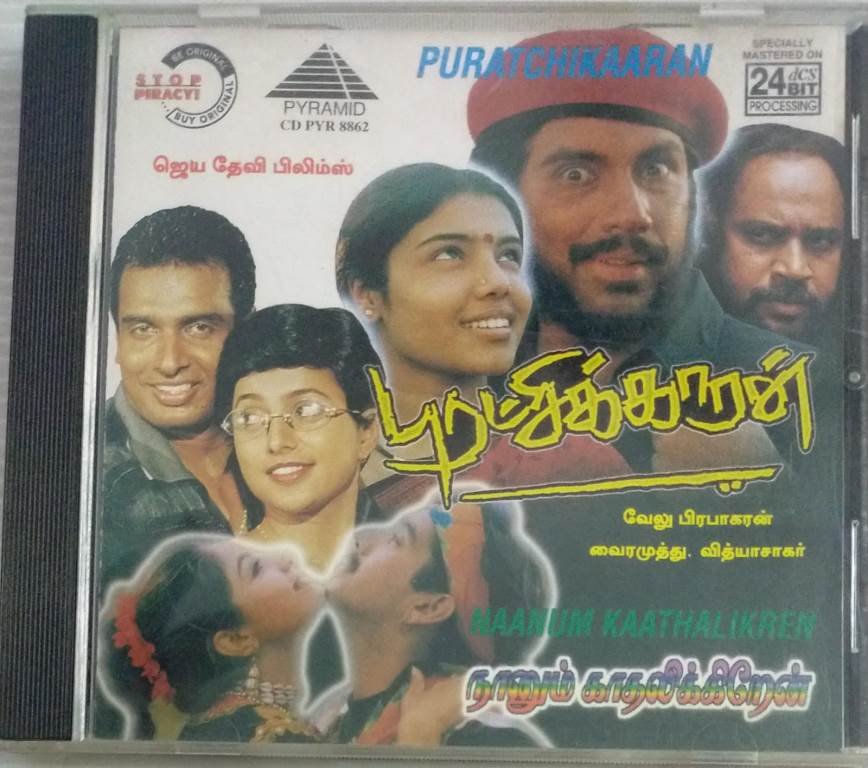 BE ORIGINAL
STOP
PIRACY!
BUY ORIGINAL
PYRAMID
CD PYR 8862
PURATCHIKAARAN
SPECIALLY
MASTERED ON
24 dCS
BIT
PROCESSING
ஜெய தேவி பிலிம்ஸ்
புரட்சிக்காரன்
வேலு பிரபாகரன்
வைரமுத்து. வித்யாசாகர்
NAANUM KAATHALIKREN
நானும் காதலிக்கிறேன்